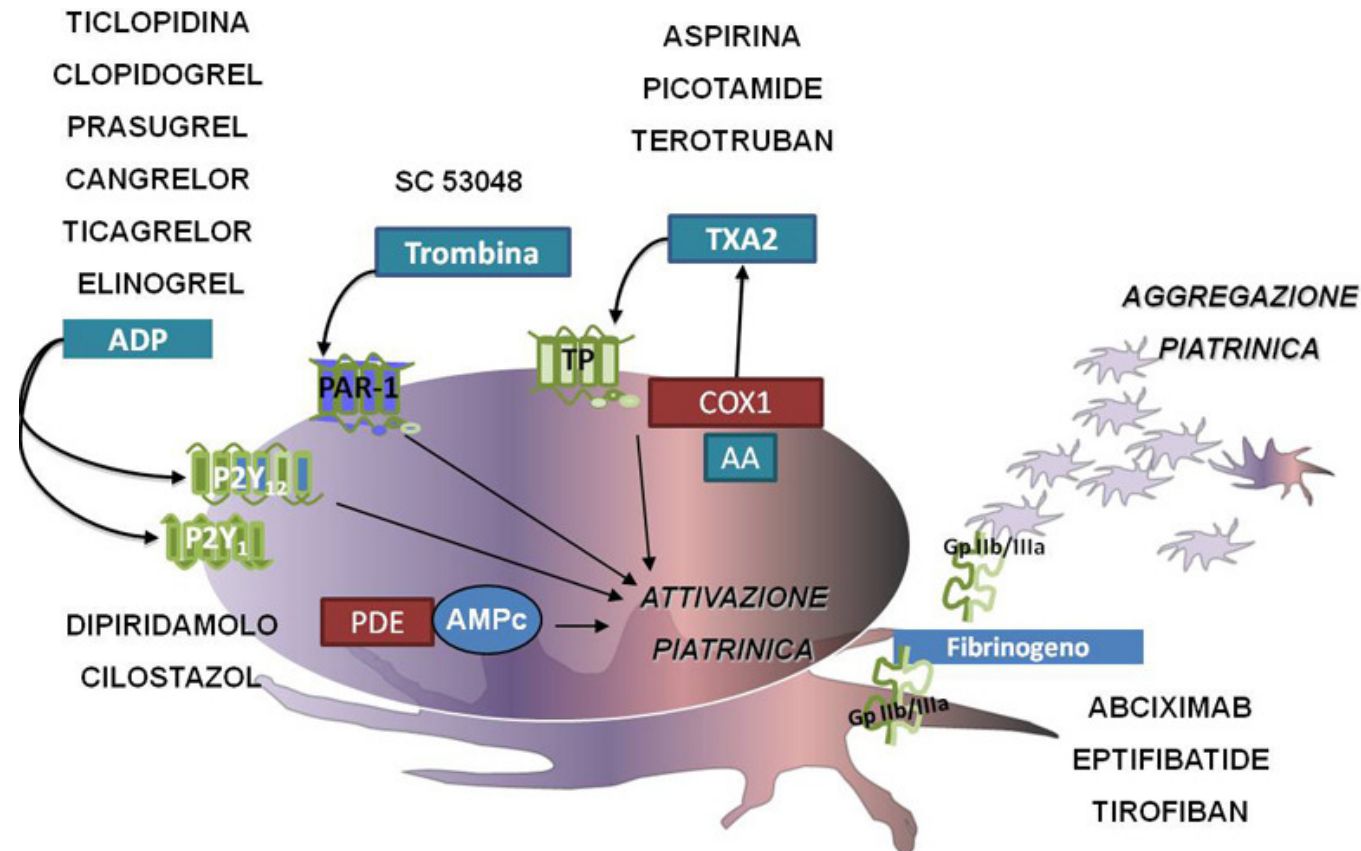 TICLOPIDINA
CLOPIDOGREL
PRASUGREL
CANGRELOR
TICAGRELOR
ELINOGREL
ADP
SC 53048
Trombina
ASPIRINA
PICOTAMIDE
TEROTRUBAN
TXA2
PAR-1
TP
COX1
AA
P2Y12
P2Y1
AGGREGAZIONE
PIATRINICA
Gp IIb/IIIa
DIPIRIDAMOLO
CILOSTAZOL
PDE
AMPc
ATTIVAZIONE
PIATRINICA
Fibrinogeno
Gp IIb/IIIa
ABCIXIMAB
EPTIFIBATIDE
TIROFIBAN